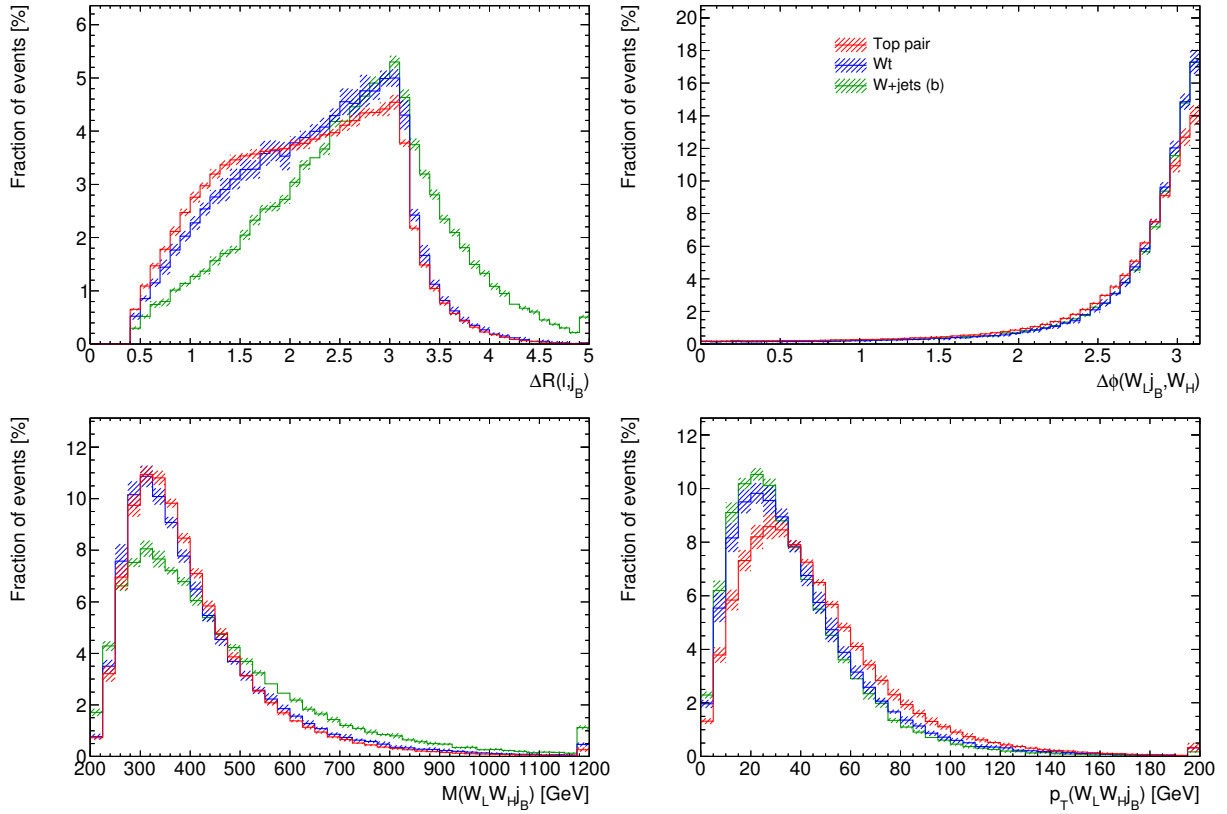 Fraction of events [%]
6
5
4
3
2
1
0
0 0.5 1 1.5 2 2.5 3 3.5 4 4.5 5
ΔR(l,j_B)
Fraction of events [%]
20
18
16
14
12
10
8
6
4
2
0
Top pair
Wt
W+jets (b)
0 0.5 1 1.5 2 2.5 3
Δϕ(W_L j_B,W_H)
Fraction of events [%]
12
10
8
6
4
2
0
200 300 400 500 600 700 800 900 1000 1100 1200
M(W_L W_H j_B) [GeV]
Fraction of events [%]
12
10
8
6
4
2
0
0 20 40 60 80 100 120 140 160 180 200
p_T(W_L W_H j_B) [GeV]